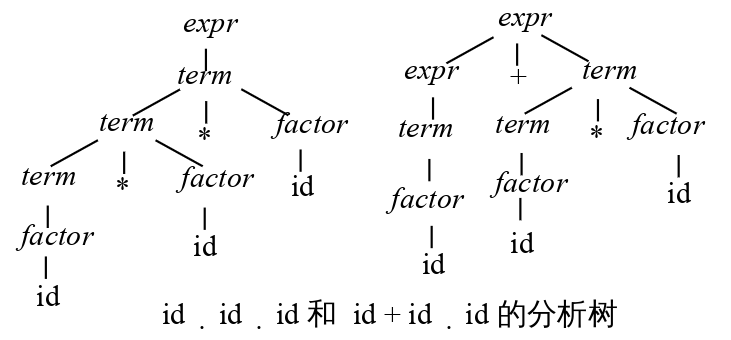 expr expr
term expr + term
term * factor term term * factor
term * factor id factor factor id
factor id id id
id
id . id . id 和 id + id . id 的分析树